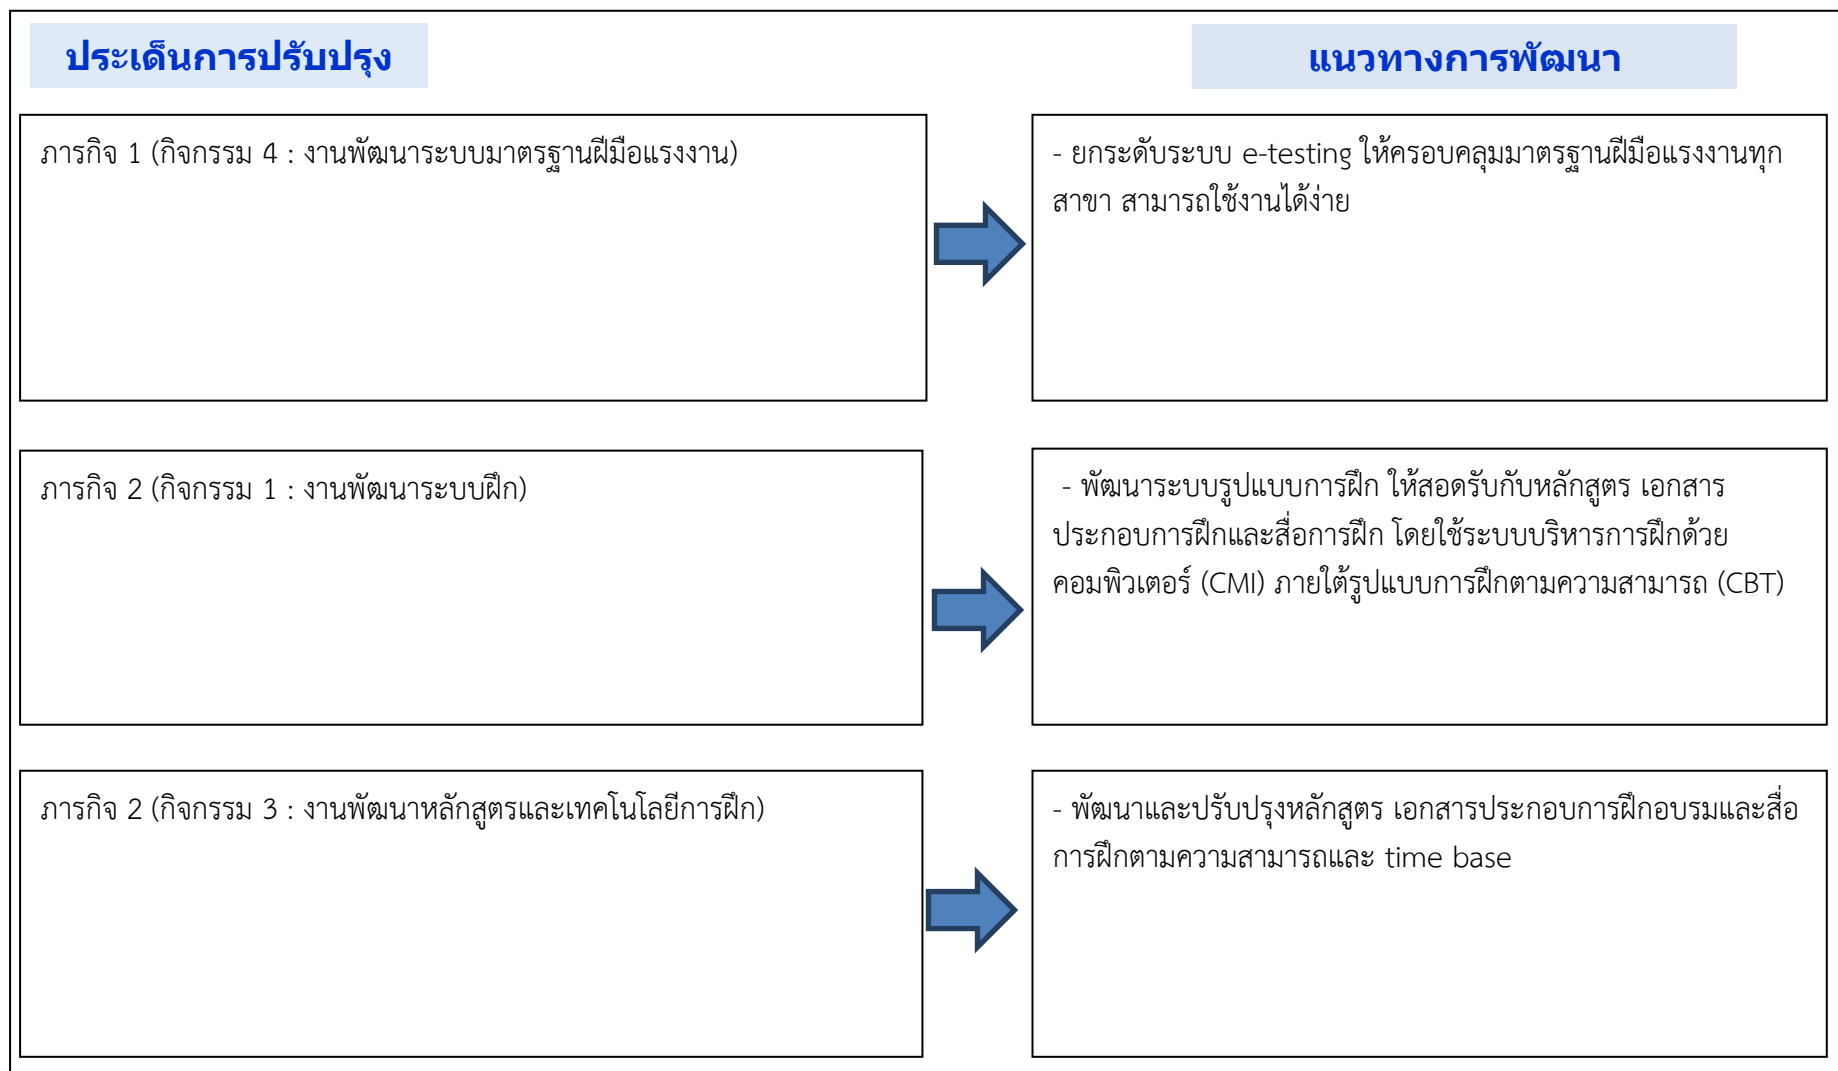 ประเด็นการปรับปรุง
แนวทางการพัฒนา
ภารกิจ 1 (กิจกรรม 4 : งานพัฒนาระบบมาตรฐานฝีมือแรงงาน)
- ยกระดับระบบ e-testing ให้ครอบคลุมมาตรฐานฝีมือแรงงานทุก
สาขา สามารถใช้งานได้ง่าย
ภารกิจ 2 (กิจกรรม 1 : งานพัฒนาระบบฝึก)
- พัฒนาระบบรูปแบบการฝึก ให้สอดรับกับหลักสูตร เอกสาร
ประกอบการฝึกและสื่อการฝึก โดยใช้ระบบบริหารการฝึกด้วย
คอมพิวเตอร์ (CMI) ภายใต้รูปแบบการฝึกตามความสามารถ (CBT)
ภารกิจ 2 (กิจกรรม 3 : งานพัฒนาหลักสูตรและเทคโนโลยีการฝึก)
- พัฒนาและปรับปรุงหลักสูตร เอกสารประกอบการฝึกอบรมและสื่อ
การฝึกตามความสามารถและ time base